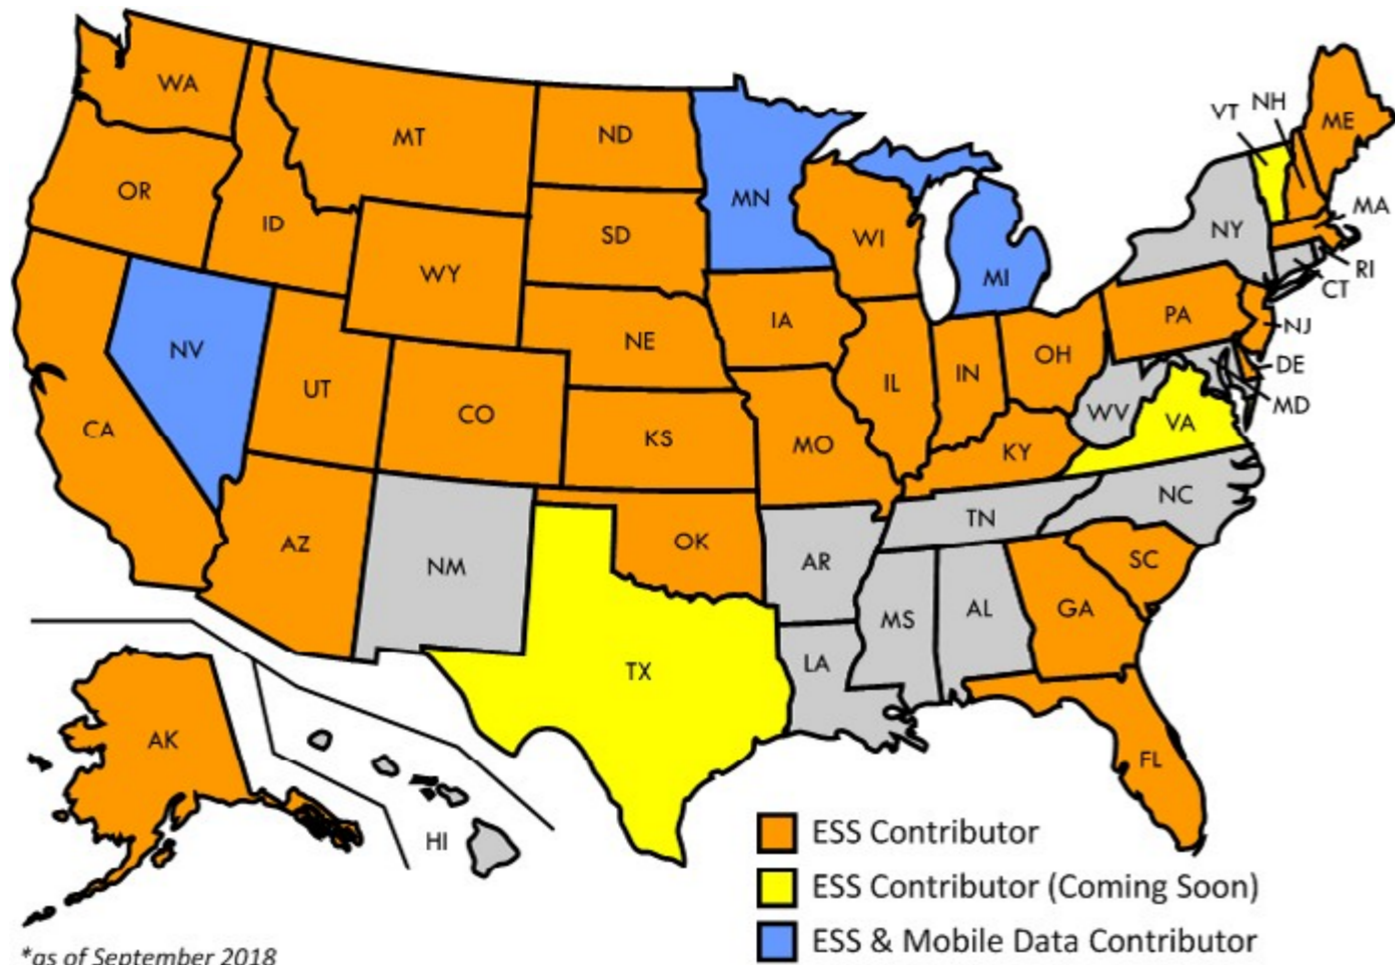 WA
MT
ND
MN
VT
NH
ME
OR
ID
SD
WI
MI
NY
MA
RI
CT
WY
NV
NE
IA
PA
NJ
UT
CO
IL
IN
OH
DE
MD
CA
KS
MO
WV
VA
KY
AZ
NM
OK
AR
TN
NC
SC
MS
AL
GA
TX
LA
AK
FL
HI
ESS Contributor
ESS Contributor (Coming Soon)
ESS & Mobile Data Contributor
*as of September 2018